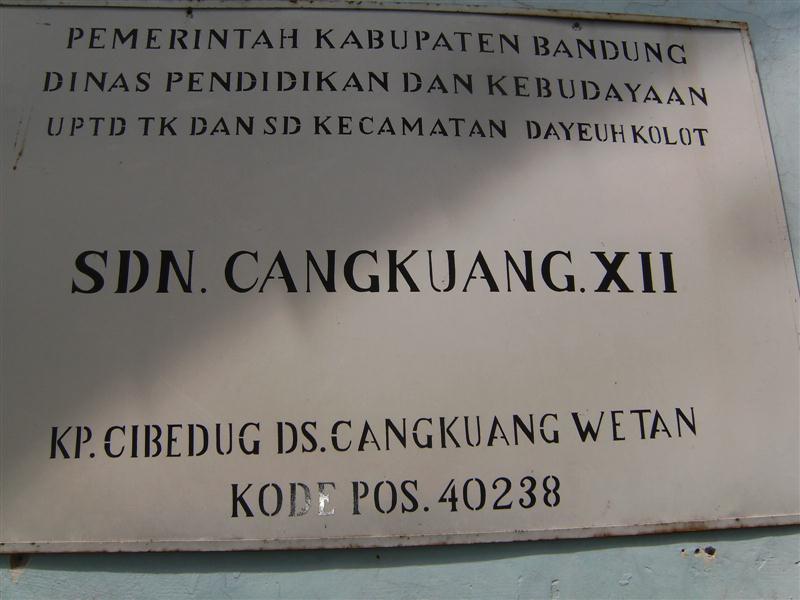 PEMERINTAH KABUPATEN BANDUNG
DINAS PENDIDIKAN DAN KEBUDAYAAN
UPTD TK DAN SD KECAMATAN DAYEUH KOLOT
SDN. CANGKUANG. XII
KP. CIBEDUG DS. CANGKUANG WETAN
KODE POS. 40238